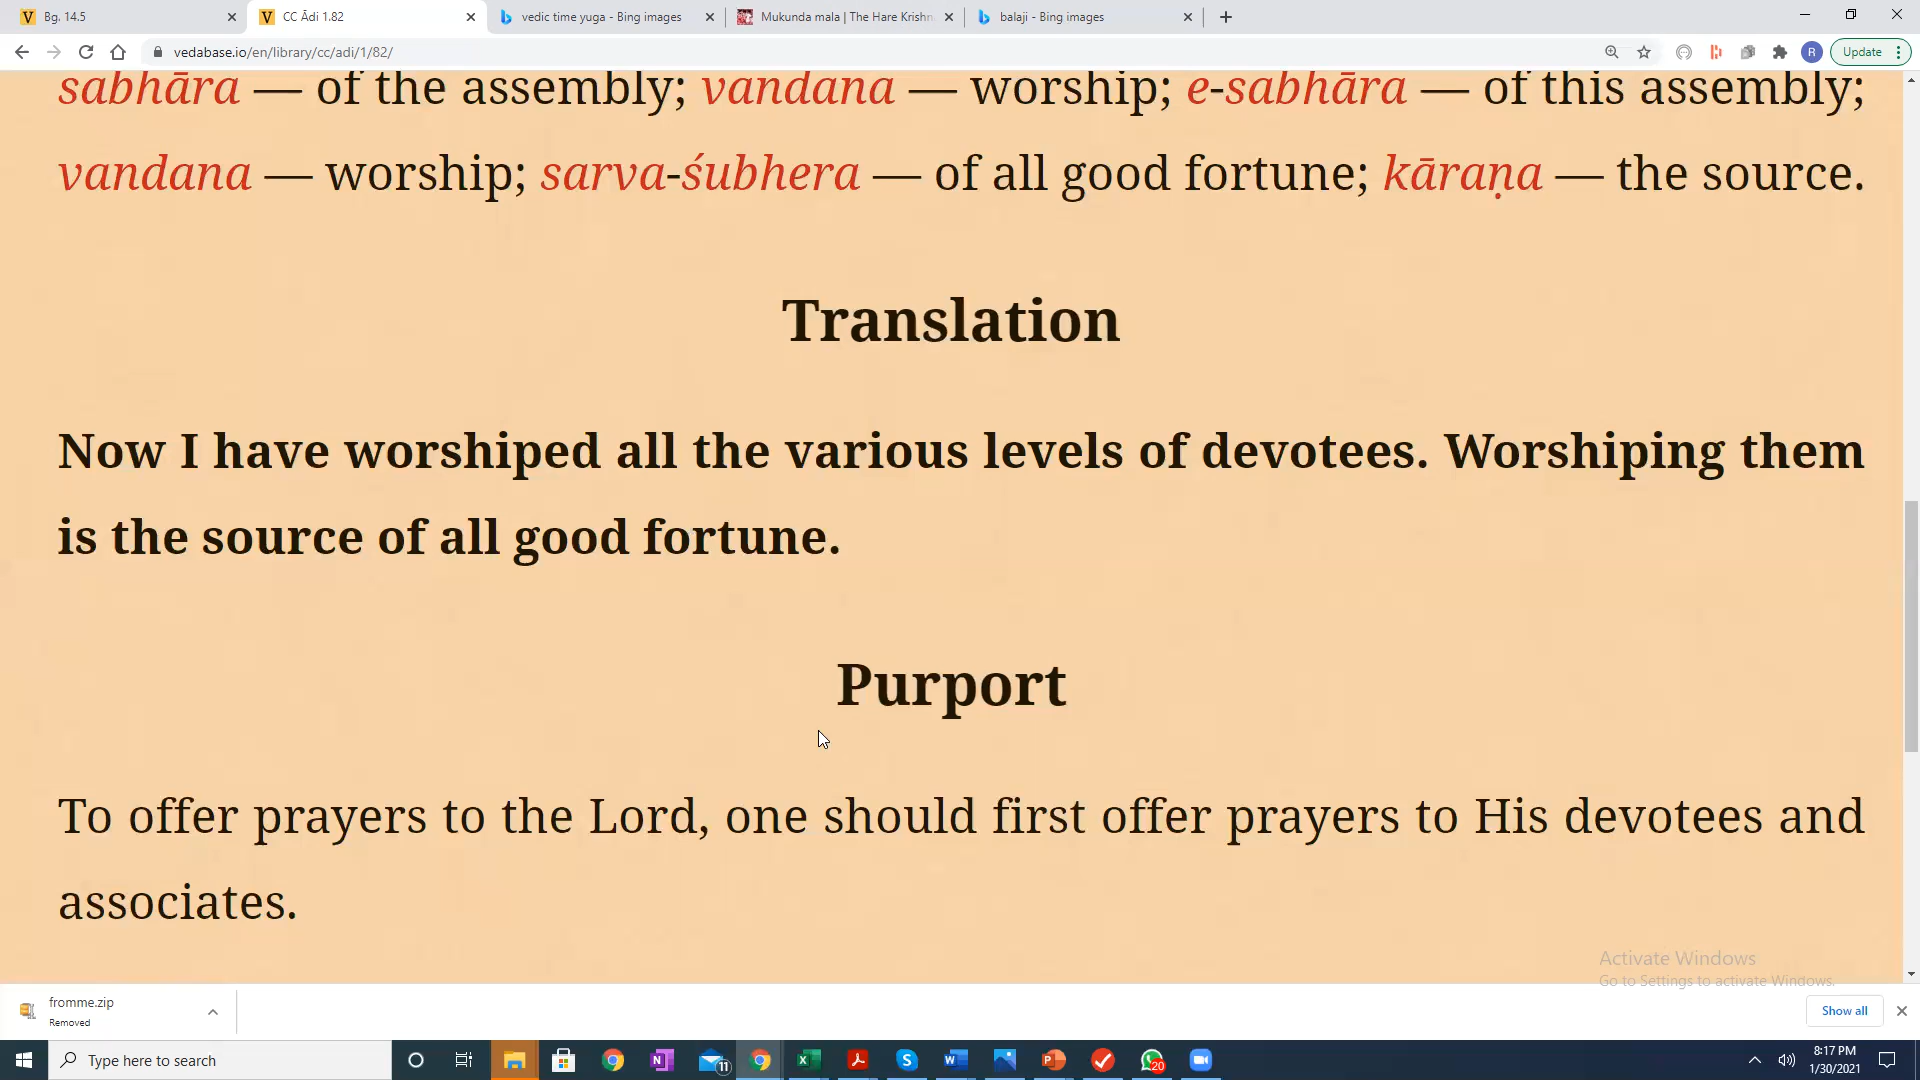 Bg. 14.5
CC Ādi 1.82
vedic time yuga - Bing images
Mukunda mala | The Hare Krishn
balaji - Bing images
vedabase.io/en/library/cc/adi/1/82/
R
Update
sabhāra — of the assembly; vandana — worship; e-sabhāra — of this assembly;
vandana — worship; sarva-śubhera — of all good fortune; kāraṇa — the source.
Translation
Now I have worshiped all the various levels of devotees. Worshiping them
is the source of all good fortune.
Purport
To offer prayers to the Lord, one should first offer prayers to His devotees and
associates.
Activate Windows
Go to Settings to activate Windows.
fromme.zip
Removed
Show all
Type here to search
11
20
8:17 PM
1/30/2021